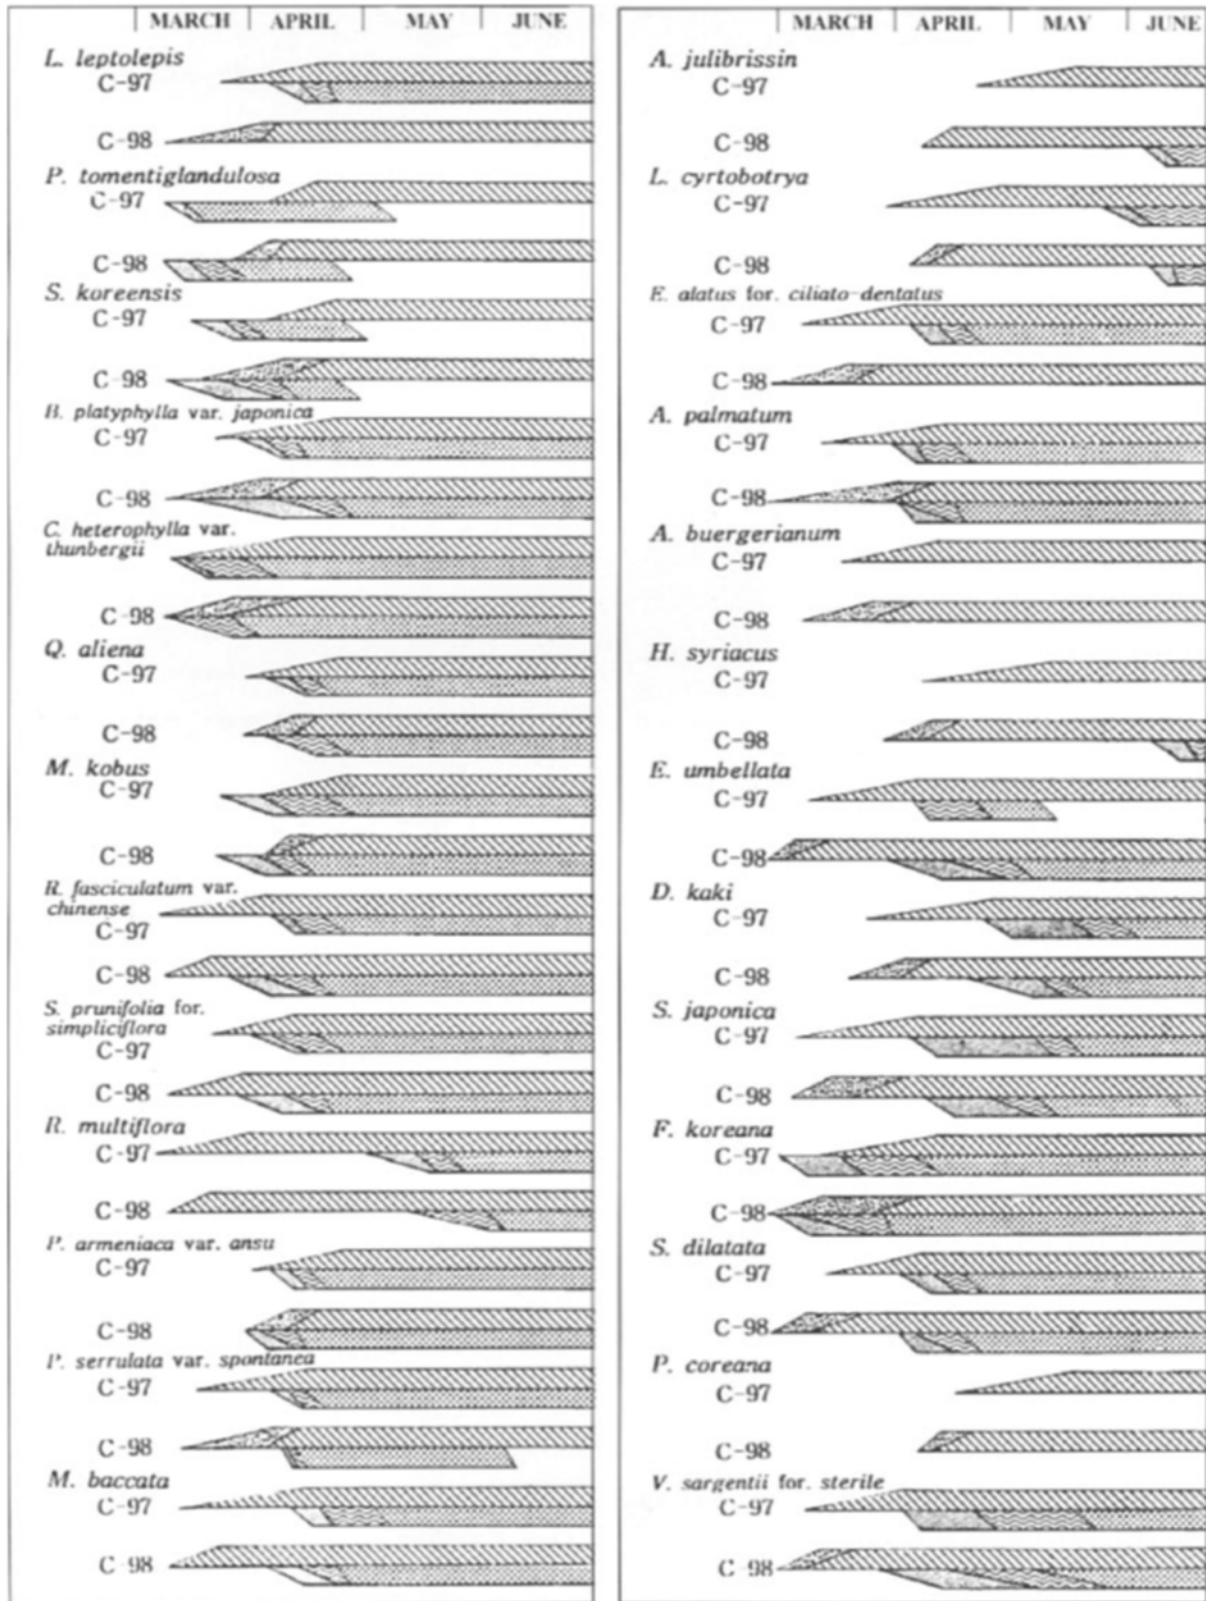 MARCH APRIL MAY JUNE
L. leptolepis
C-97
C-98
P. tomentiglandulosa
C-97
C-98
S. koreensis
C-97
C-98
B. platyphylla var. japonica
C-97
C-98
C. heterophylla var.
thunbergii
C-98
Q. aliena
C-97
C-98
M. kobus
C-97
C-98
R. fasciculatum var.
chinense
C-97
C-98
S. prunifolia for.
simpliciflora
C-97
C-98
R. multiflora
C-97
C-98
P. armeniaca var. ansu
C-97
C-98
P. serrulata var. spontanea
C-97
C-98
M. baccata
C-97
C-98
MARCH APRIL MAY JUNE
A. julibrissin
C-97
C-98
L. cyrtobotrya
C-97
C-98
E. alatus for. ciliato-dentatus
C-97
C-98
A. palmatum
C-97
C-98
A. buergerianum
C-97
C-98
H. syriacus
C-97
C-98
E. umbellata
C-97
C-98
D. kaki
C-97
C-98
S. japonica
C-97
C-98
F. koreana
C-97
C-98
S. dilatata
C-97
C-98
P. coreana
C-97
C-98
V. sargentii for. sterile
C-97
C-98